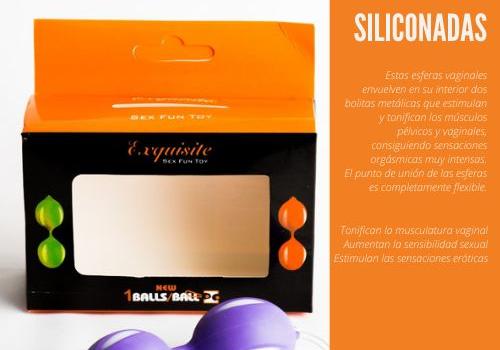 SILICONADAS
Estas esferas vaginales
envuelven en su interior dos
bolitas metálicas que estimulan
y tonifican los músculos
pélvicos y vaginales,
consiguiendo sensaciones
orgásmicas muy intensas.
El punto de unión de las esferas
es completamente flexible.
Tonifican la musculatura vaginal
Aumentan la sensibilidad sexual
Estimulan las sensaciones eróticas
SEX FUN TOY
Exquisite
SEX FUN TOY
NEW
1BALLS/BALL